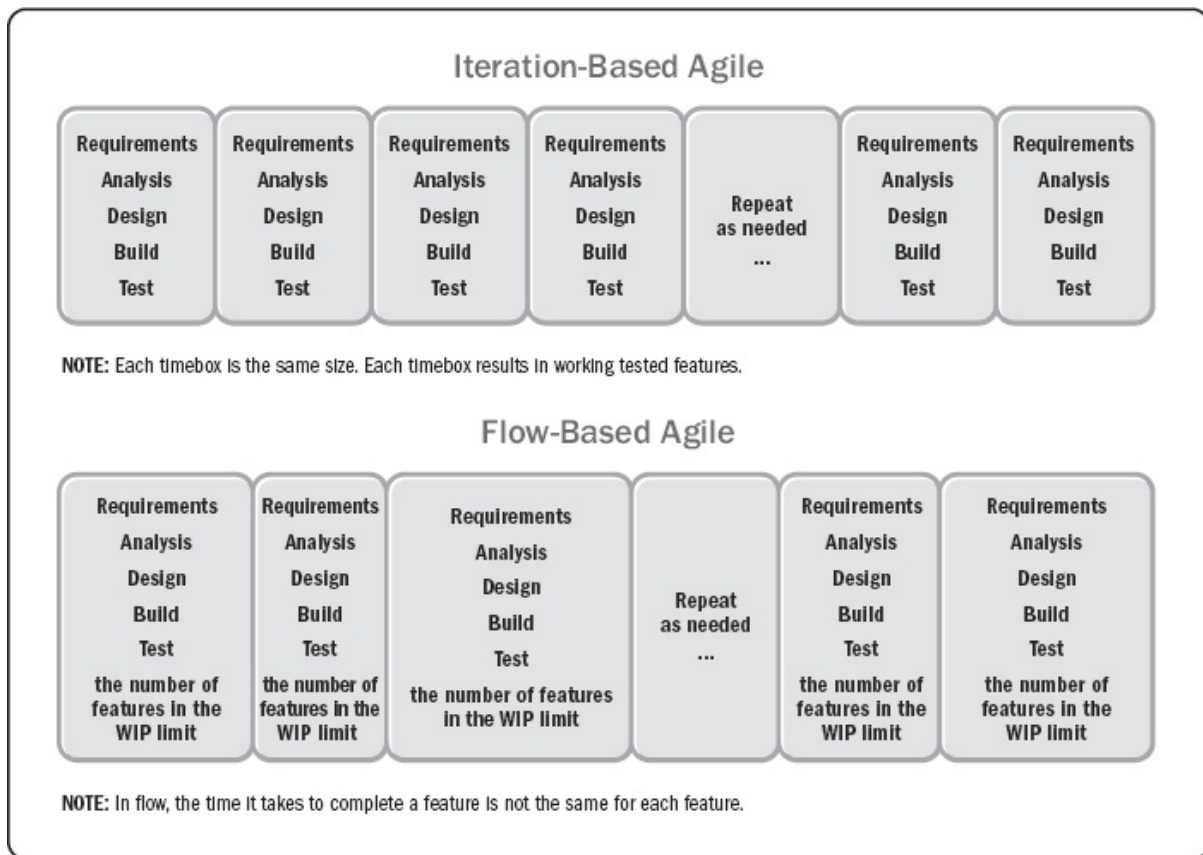 Iteration-Based Agile
Requirements
Analysis
Design
Build
Test
Requirements
Analysis
Design
Build
Test
Requirements
Analysis
Design
Build
Test
Requirements
Analysis
Design
Build
Test
Repeat
as needed
...
Requirements
Analysis
Design
Build
Test
Requirements
Analysis
Design
Build
Test
NOTE: Each timebox is the same size. Each timebox results in working tested features.
Flow-Based Agile
Requirements
Analysis
Design
Build
Test
the number of
features in the
WIP limit
Requirements
Analysis
Design
Build
Test
the number of
features in the
WIP limit
Requirements
Analysis
Design
Build
Test
the number of features
in the WIP limit
Repeat
as needed
...
Requirements
Analysis
Design
Build
Test
the number of
features in the
WIP limit
Requirements
Analysis
Design
Build
Test
the number of
features in the
WIP limit
NOTE: In flow, the time it takes to complete a feature is not the same for each feature.